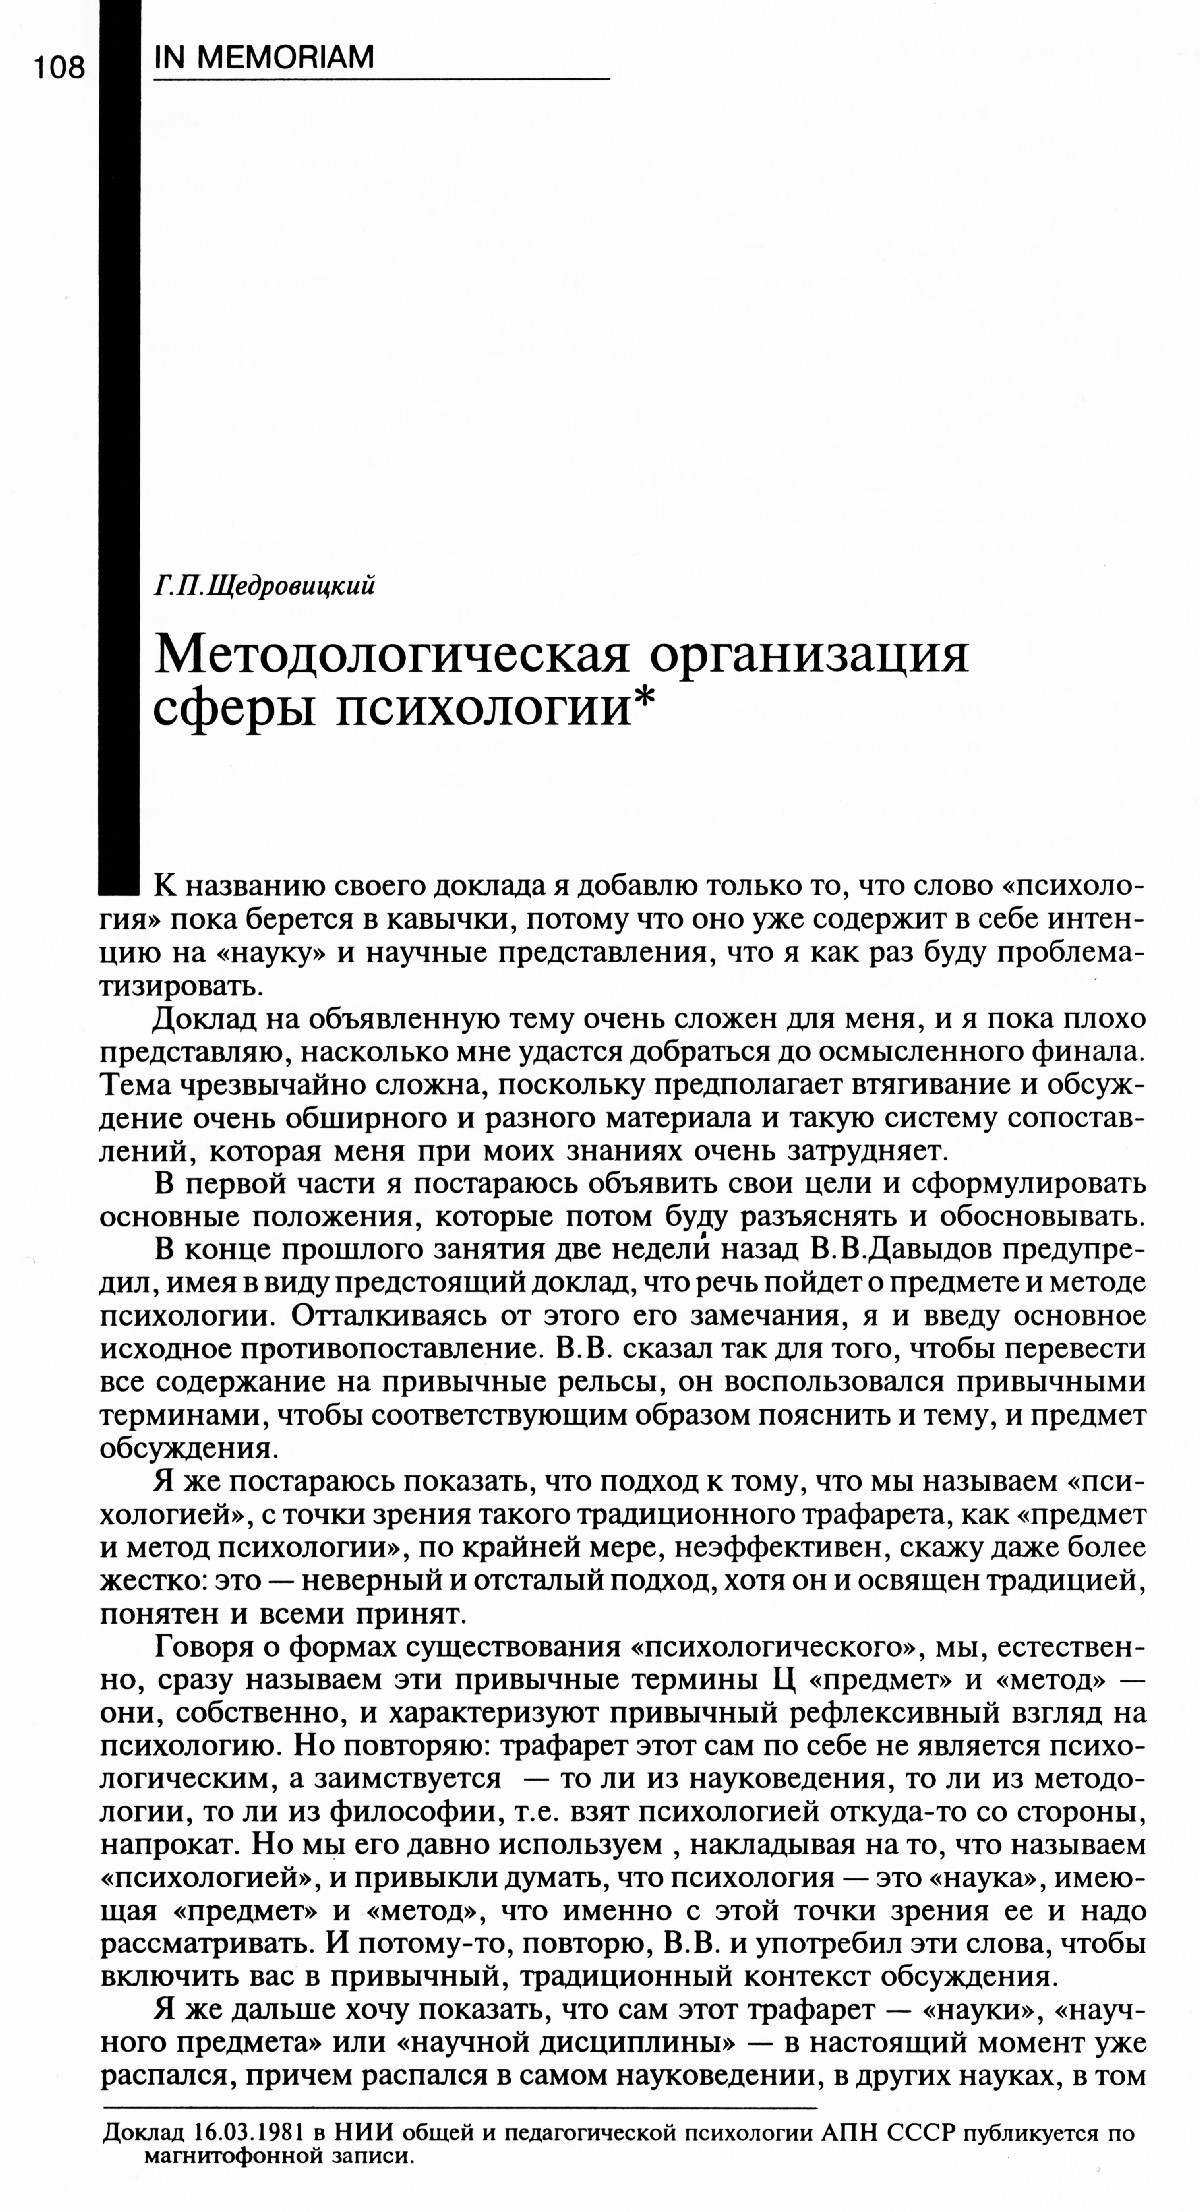 108
IN MEMORIAM
Г.П.Щедровицкий
Методологическая организация
сферы психологии*
К названию своего доклада я добавлю только то, что слово «психоло-
гия» пока берется в кавычки, потому что оно уже содержит в себе интен-
цию на «науку» и научные представления, что я как раз буду проблема-
тизировать.
Доклад на объявленную тему очень сложен для меня, и я пока плохо
представляю, насколько мне удастся добраться до осмысленного финала.
Тема чрезвычайно сложна, поскольку предполагает втягивание и обсуж-
дение очень обширного и разного материала и такую систему сопостав-
лений, которая меня при моих знаниях очень затрудняет.
В первой части я постараюсь объявить свои цели и сформулировать
основные положения, которые потом буду разъяснять и обосновывать.
В конце прошлого занятия две недели назад В.В.Давыдов предупре-
дил, имея в виду предстоящий доклад, что речь пойдет о предмете и методе
психологии. Отталкиваясь от этого его замечания, я и введу основное
исходное противопоставление. В.В. сказал так для того, чтобы перевести
все содержание на привычные рельсы, он воспользовался привычными
терминами, чтобы соответствующим образом пояснить и тему, и предмет
обсуждения.
Я же постараюсь показать, что подход к тому, что мы называем «пси-
хологией», с точки зрения такого традиционного трафарета, как «предмет
и метод психологии», по крайней мере, неэффективен, скажу даже более
жестко: это — неверный и отсталый подход, хотя он и освящен традицией,
понятен и всеми принят.
Говоря о формах существования «психологического», мы, естествен-
но, сразу называем эти привычные термины Ц «предмет» и «метод» —
они, собственно, и характеризуют привычный рефлексивный взгляд на
психологию. Но повторяю: трафарет этот сам по себе не является психо-
логическим, а заимствуется — то ли из науковедения, то ли из методо-
логии, то ли из философии, т.е. взят психологией откуда-то со стороны,
напрокат. Но мы его давно используем , накладывая на то, что называем
«психологией», и привыкли думать, что психология — это «наука», имею-
щая «предмет» и «метод», что именно с этой точки зрения ее и надо
рассматривать. И потому-то, повторю, В.В. и употребил эти слова, чтобы
включить вас в привычный, традиционный контекст обсуждения.
Я же дальше хочу показать, что сам этот трафарет — «науки», «науч-
ного предмета» или «научной дисциплины» — в настоящий момент уже
распался, причем распался в самом науковедении, в других науках, в том
Доклад 16.03.1981 в НИИ общей и педагогической психологии АПН СССР публикуется по
магнитофонной записи.